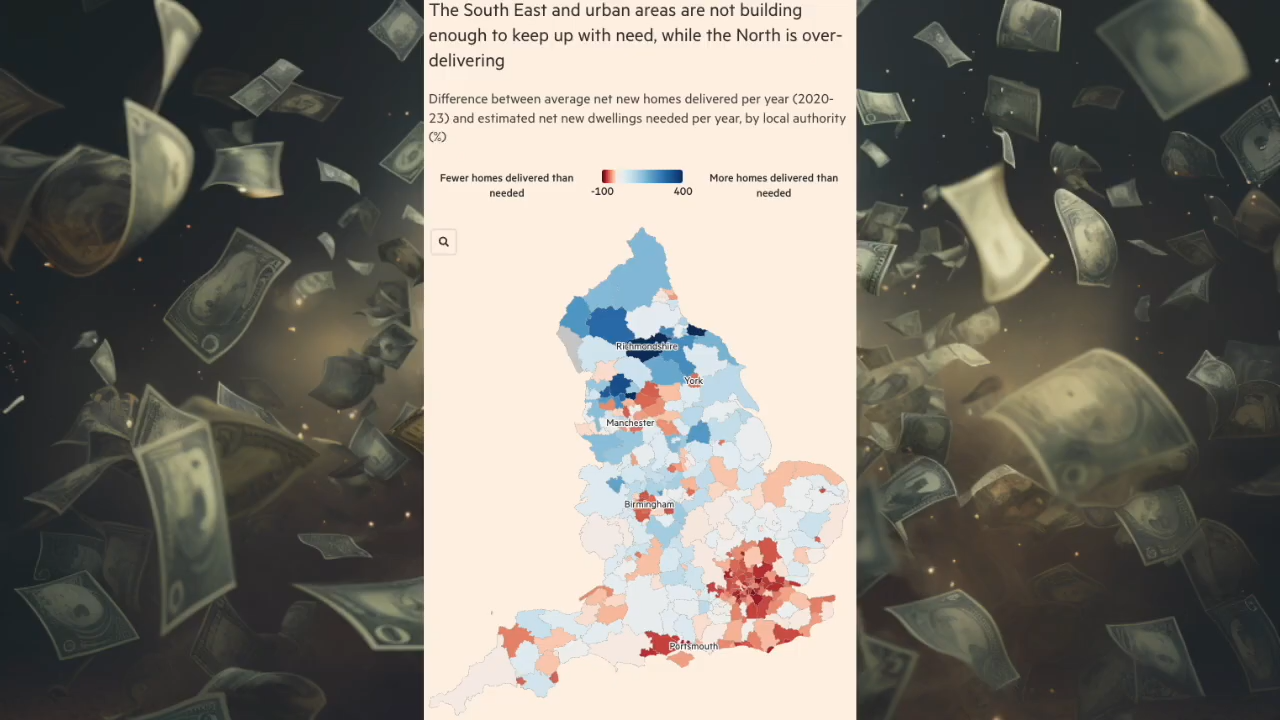 The South East and urban areas are not building
enough to keep up with need, while the North is over-
delivering
Difference between average net new homes delivered per year (2020-
23) and estimated net new dwellings needed per year, by local authority
(%)
Fewer homes delivered than
needed
-100
400
More homes delivered than
needed
Richmondshire
York
Manchester
Birmingham
Portsmouth